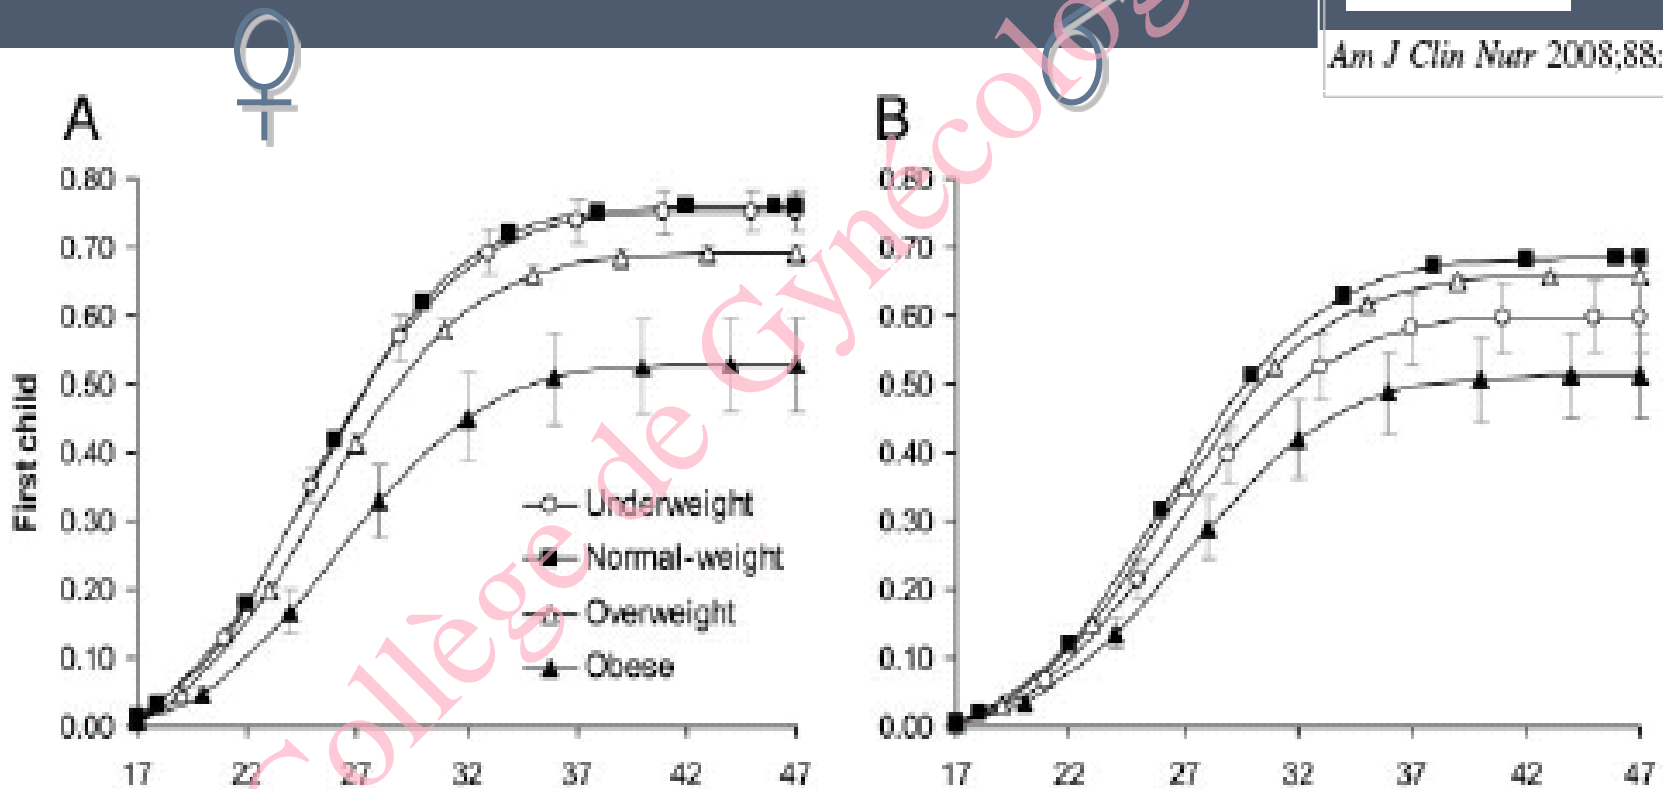 Am J Clin Nutr 2008;88:
A
B
First child
0.80
0.70
0.60
0.50
0.40
0.30
0.20
0.10
0.00
17 22 27 32 37 42 47
Underweight
Normal-weight
Overweight
Obese
0.80
0.70
0.60
0.50
0.40
0.30
0.20
0.10
0.00
17 22 27 32 37 42 47
Collège de Gynécolog